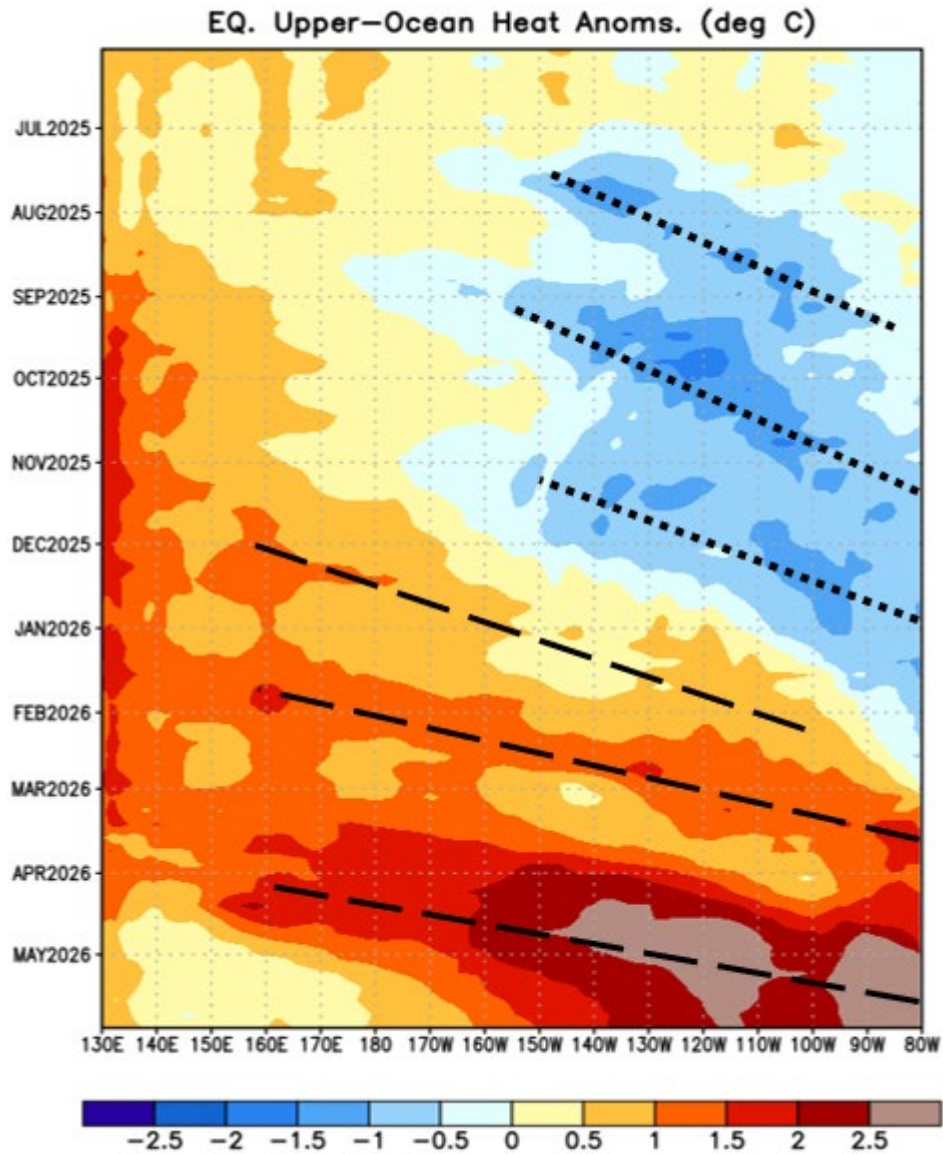 EQ. Upper-Ocean Heat Anoms. (deg C)
JUL2025
AUG2025
SEP2025
OCT2025
NOV2025
DEC2025
JAN2026
FEB2026
MAR2026
APR2026
MAY2026
130E 140E 150E 160E 170E 180 170W 160W 150W 140W 130W 120W 110W 100W 90W 80W
-2.5 -2 -1.5 -1 -0.5 0 0.5 1 1.5 2 2.5